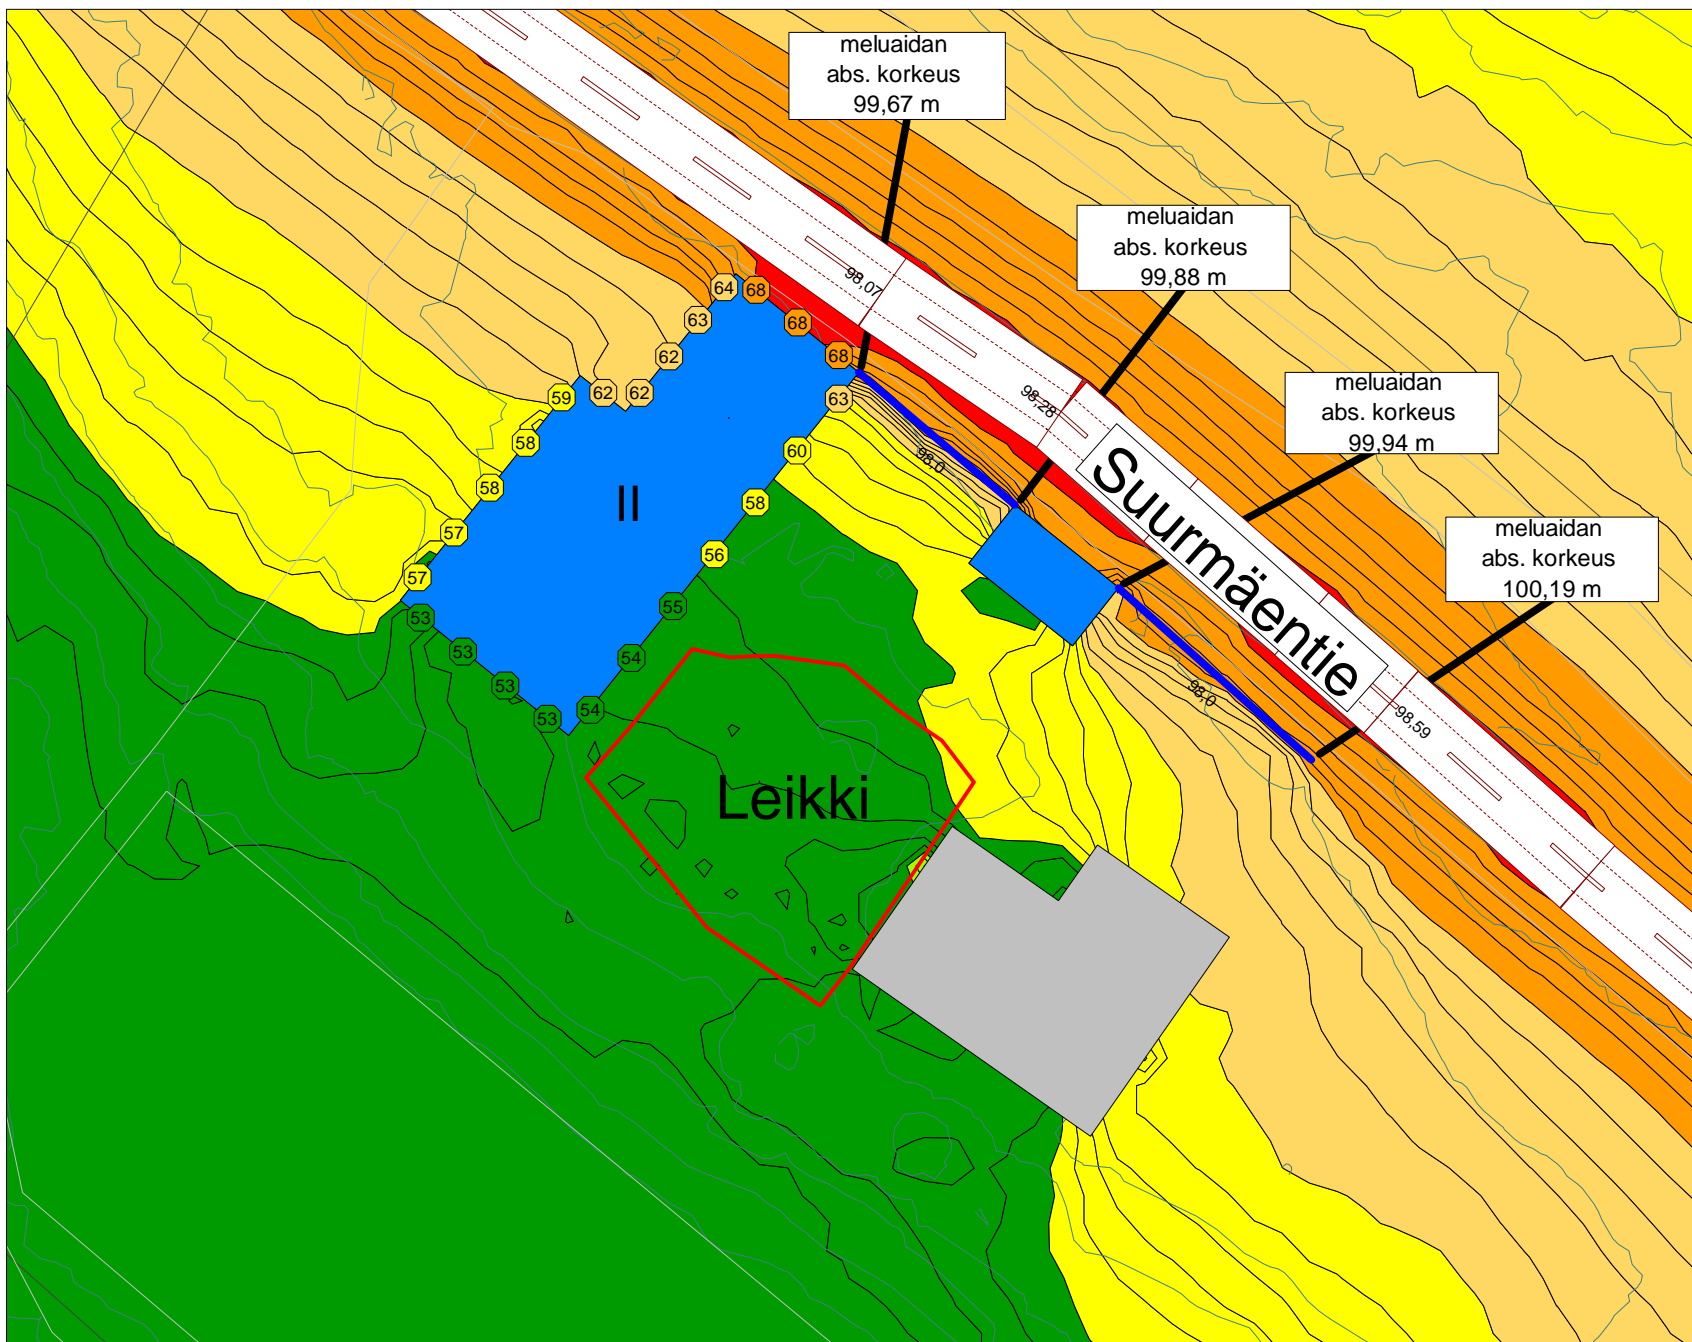 meluaidan
abs. korkeus
99,67 m
meluaidan
abs. korkeus
99,88 m
meluaidan
abs. korkeus
99,94 m
meluaidan
abs. korkeus
100,19 m
98,07
98,28
98,59
98,0
98,0
Suurmäentie
II
Leikki
64
68
63
68
62
68
62
62
59
63
58
60
58
58
57
56
57
55
53
54
53
53
54
53